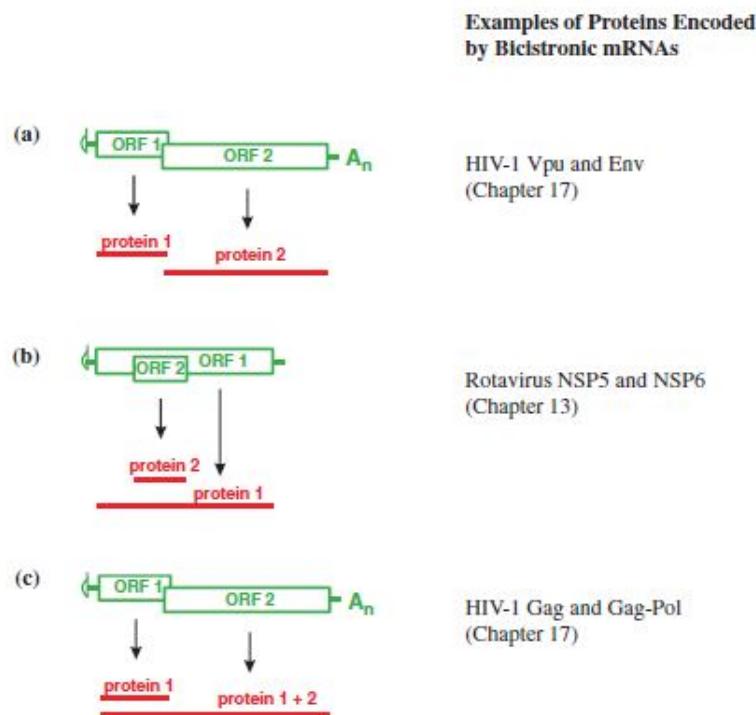 Examples of Proteins Encoded
by Bicistronic mRNAs
(a)
ORF 1
ORF 2
An
protein 1
protein 2
HIV-1 Vpu and Env
(Chapter 17)
(b)
ORF 2
ORF 1
protein 2
protein 1
Rotavirus NSP5 and NSP6
(Chapter 13)
(c)
ORF 1
ORF 2
An
protein 1
protein 1 + 2
HIV-1 Gag and Gag-Pol
(Chapter 17)